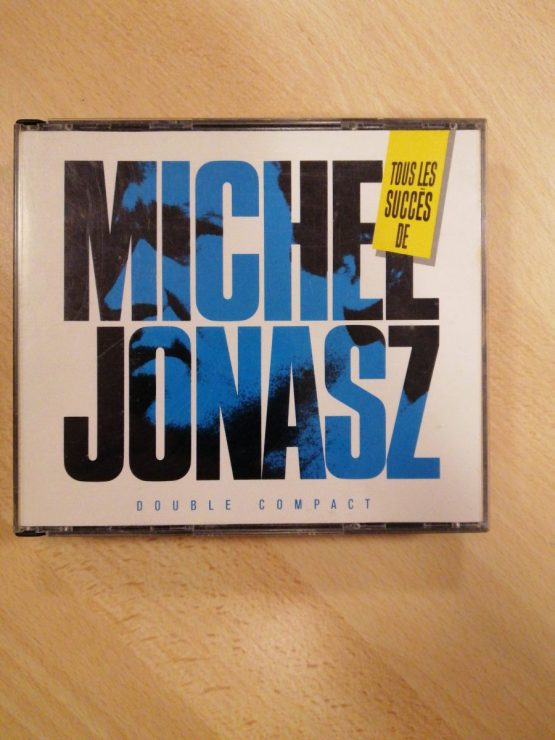 TOUS LES
SUCCÈS
DE
MICHEL
JONASZ
DOUBLE COMPACT